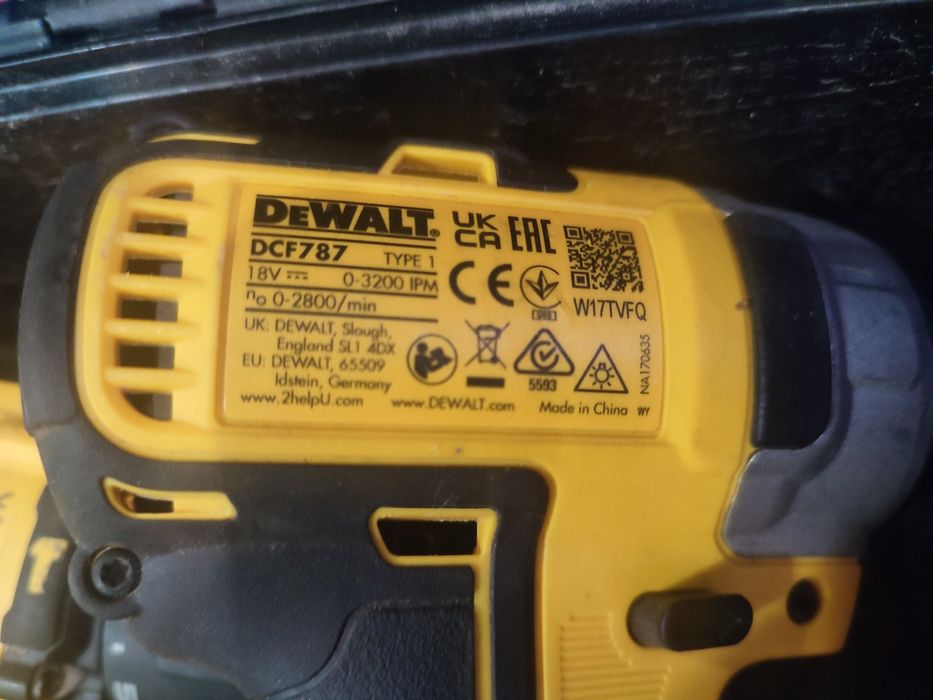 DEWALT®
DCF787 TYPE 1
18V 0-3200 IPM
n₀ 0-2800/min
UK: DEWALT, Slough,
England SL1 4DX
EU: DEWALT, 65509
Idstein, Germany
www.2helpU.com www.DEWALT.com Made in China WY
UK
CA
EAC
CE
W17TVFQ
5593
NA170635
5